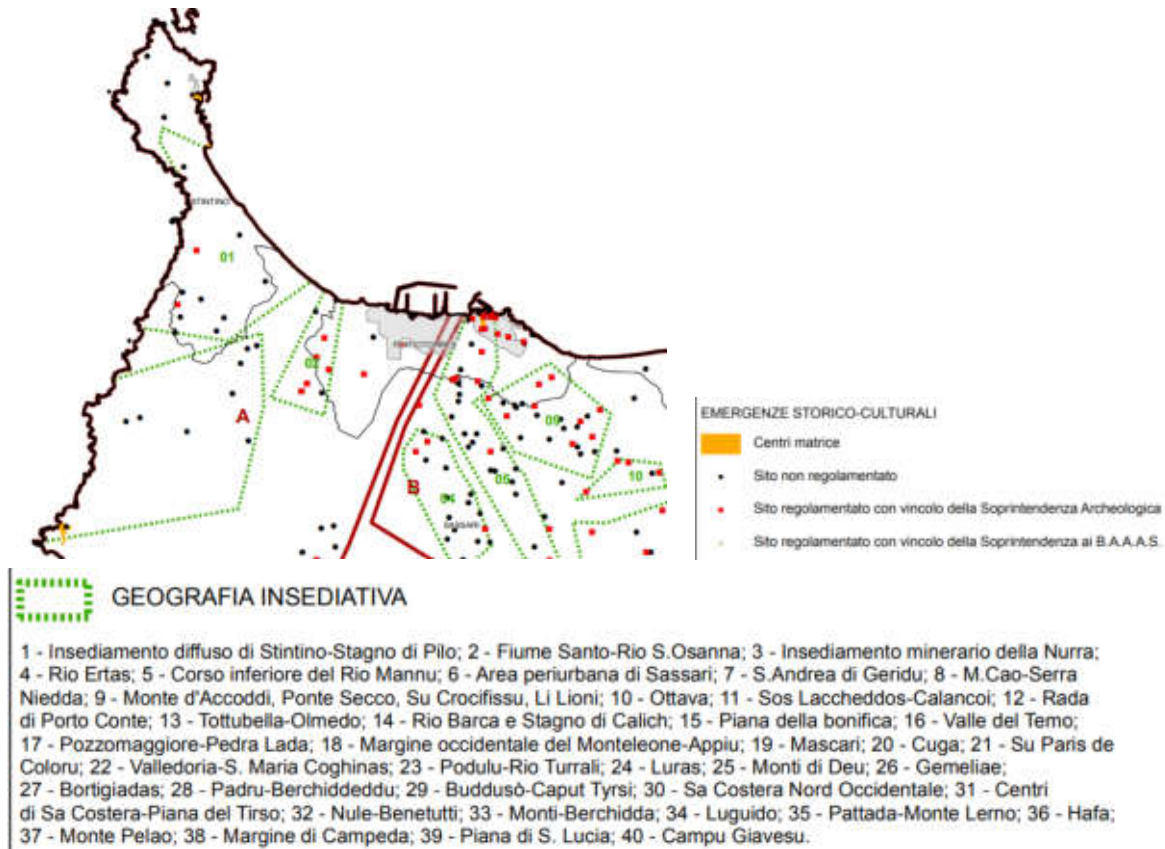 STINTINO
01
02
A
B
09
10
05
04
SASSARI
EMERGENZE STORICO-CULTURALI
Centri matrice
Sito non regolamentato
Sito regolamentato con vincolo della Soprintendenza Archeologica
Sito regolamentato con vincolo della Soprintendenza ai B.A.A.A.S.
GEOGRAFIA INSEDIATIVA
1 - Insediamento diffuso di Stintino-Stagno di Pilo; 2 - Fiume Santo-Rio S.Osanna; 3 - Insediamento minerario della Nurra;
4 - Rio Ertas; 5 - Corso inferiore del Rio Mannu; 6 - Area periurbana di Sassari; 7 - S.Andrea di Geridu; 8 - M.Cao-Serra
Niedda; 9 - Monte d'Accoddi, Ponte Secco, Su Crocifissu, Li Lioni; 10 - Ottava; 11 - Sos Laccheddos-Calancoi; 12 - Rada
di Porto Conte; 13 - Tottubella-Olmedo; 14 - Rio Barca e Stagno di Calich; 15 - Piana della bonifica; 16 - Valle del Temo;
17 - Pozzomaggiore-Pedra Lada; 18 - Margine occidentale del Monteleone-Appiu; 19 - Mascari; 20 - Cuga; 21 - Su Paris de
Coloru; 22 - Valledoria-S. Maria Coghinas; 23 - Podulu-Rio Turrali; 24 - Luras; 25 - Monti di Deu; 26 - Gemeliae;
27 - Bortigiadas; 28 - Padru-Berchiddeddu; 29 - Buddusò-Caput Tyrsi; 30 - Sa Costera Nord Occidentale; 31 - Centri
di Sa Costera-Piana del Tirso; 32 - Nule-Benetutti; 33 - Monti-Berchidda; 34 - Luguido; 35 - Pattada-Monte Lerno; 36 - Hafa;
37 - Monte Pelao; 38 - Margine di Campeda; 39 - Piana di S. Lucia; 40 - Campu Giavesu.